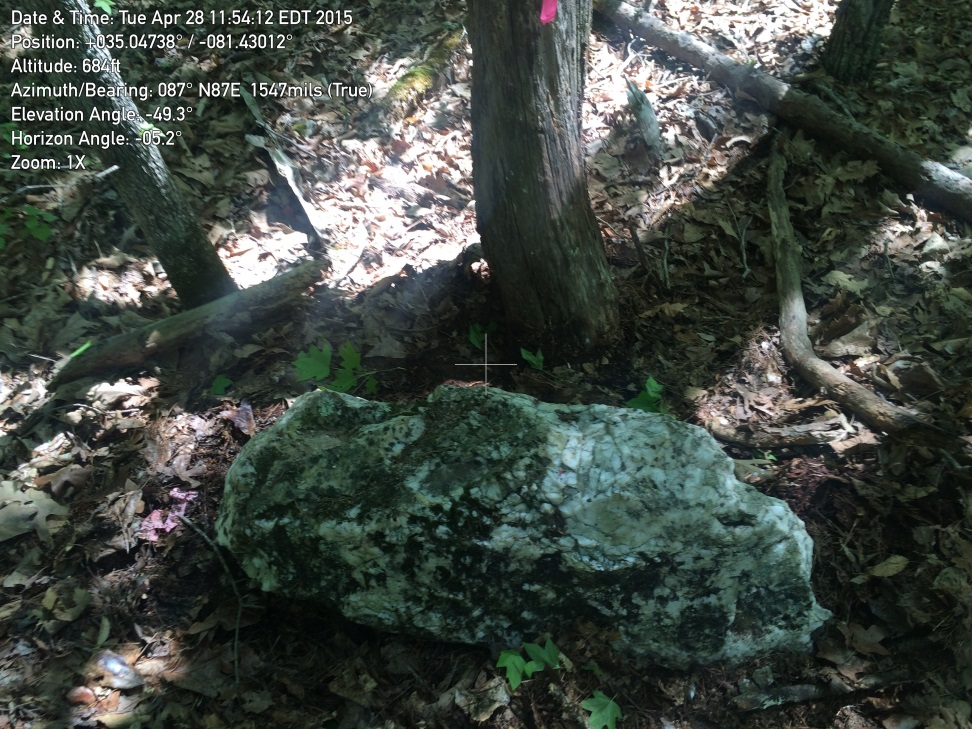 Date & Time: Tue Apr 28 11:54:12 EDT 2015
Position: +035.04738° / -081.43012°
Altitude: 684ft
Azimuth/Bearing: 087° N87E 1547mils (True)
Elevation Angle: -49.3°
Horizon Angle: -05.2°
Zoom: 1X